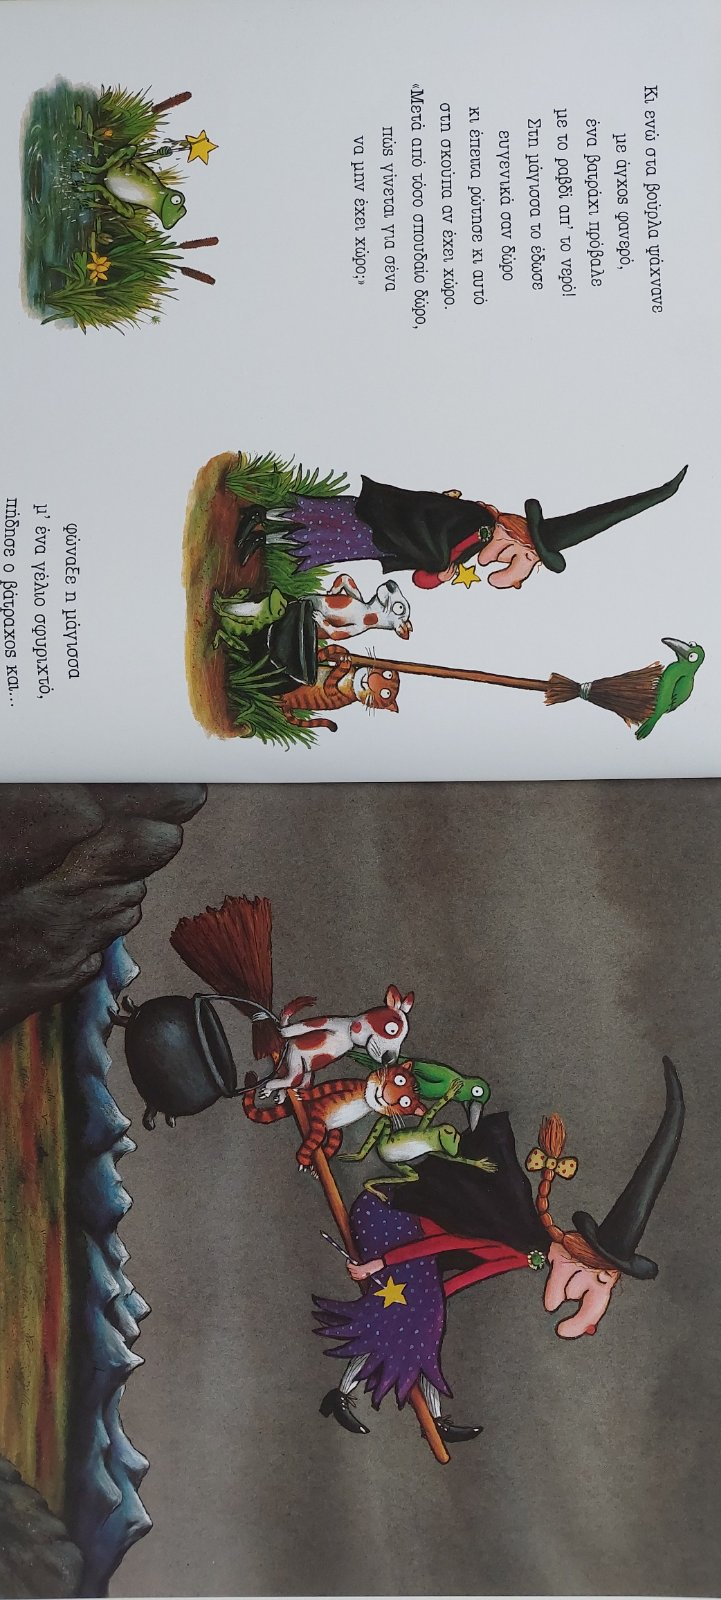 Κι ενώ στα βούρλα ψάχνανε
με άγχος φανερό,
ένα βατράχι πρόβαλε
με το ραβδί απ' το νερό!
Στη μάγισσα το έδωσε
ευγενικά σαν δώρο
κι έπειτα ρώτησε κι αυτό
στη σκούπα αν έχει χώρο.
«Μετά από τόσο σπουδαίο δώρο,
πώς γίνεται για σένα
να μην έχει χώρο;»
φώναξε η μάγισσα
μ' ένα γέλιο σφυριχτό,
πήδησε ο βάτραχος και...